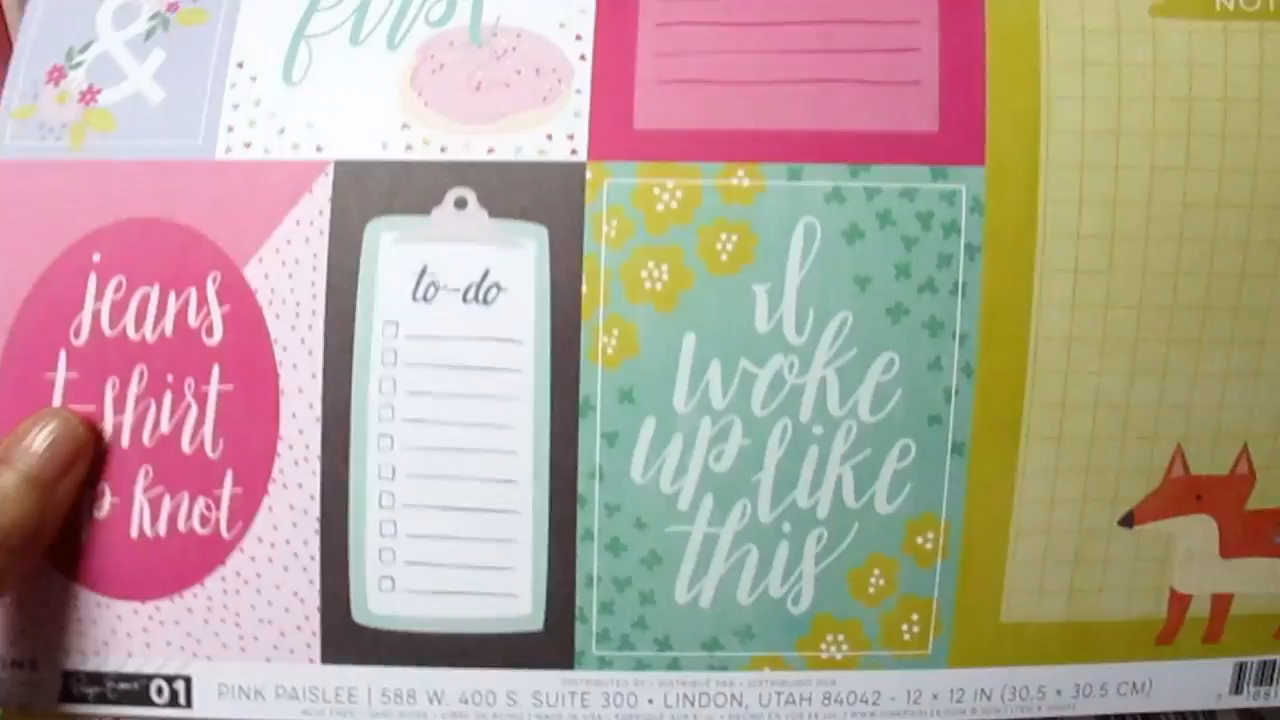 &
first
NOT
jeans
t-shirt
knot
to-do
I
woke
up like
this
01
PINK PAISLEE | 588 W. 400 S. SUITE 300 • LINDON, UTAH 84042 - 12 × 12 IN (30.5 × 30.5 CM)